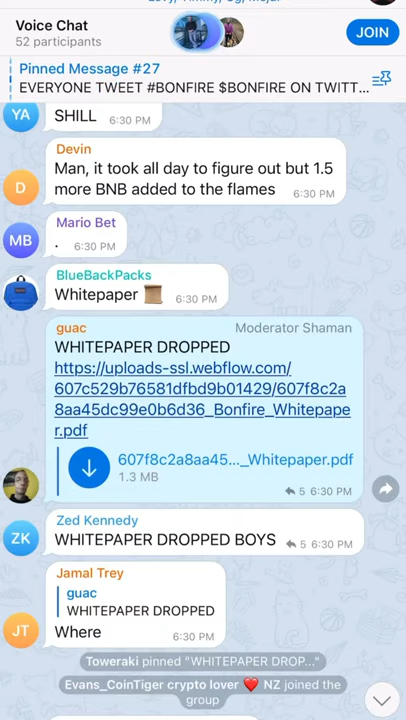 Voice Chat
52 participants
JOIN
Pinned Message #27
EVERYONE TWEET #BONFIRE $BONFIRE ON TWITT...
YA
SHILL 6:30 PM
Devin
Man, it took all day to figure out but 1.5
more BNB added to the flames 6:30 PM
D
Mario Bet
MB
. 6:30 PM
BlueBackPacks
Whitepaper 6:30 PM
guac Moderator Shaman
WHITEPAPER DROPPED
https://uploads-ssl.webflow.com/
607c529b76581dfbd9b01429/607f8c2a
8aa45dc99e0b6d36_Bonfire_Whitepape
r.pdf
607f8c2a8aa45..._Whitepaper.pdf
1.3 MB
5 6:30 PM
Zed Kennedy
ZK
WHITEPAPER DROPPED BOYS 5 6:30 PM
Jamal Trey
guac
WHITEPAPER DROPPED
JT
Where 6:30 PM
Toweraki pinned "WHITEPAPER DROP..."
Evans_CoinTiger crypto lover ❤️ NZ joined the
group